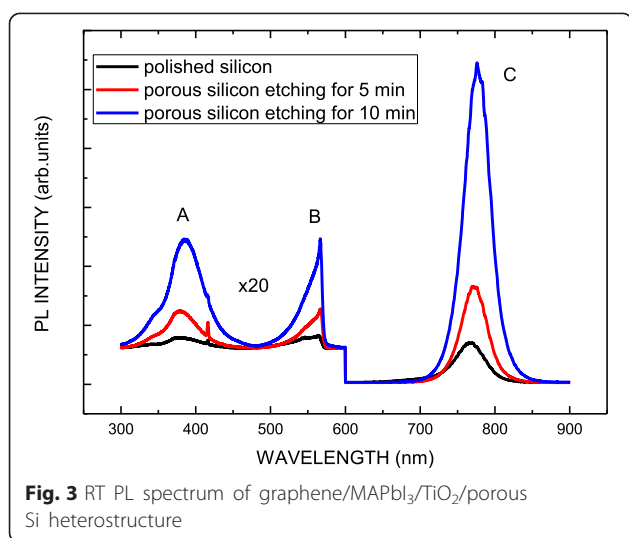 polished silicon
porous silicon etching for 5 min
porous silicon etching for 10 min
A
B
C
x20
PL INTENSITY (arb.units)
300 400 500 600 700 800 900
WAVELENGTH (nm)
Fig. 3 RT PL spectrum of graphene/MAPbI₃/TiO₂/porous
Si heterostructure